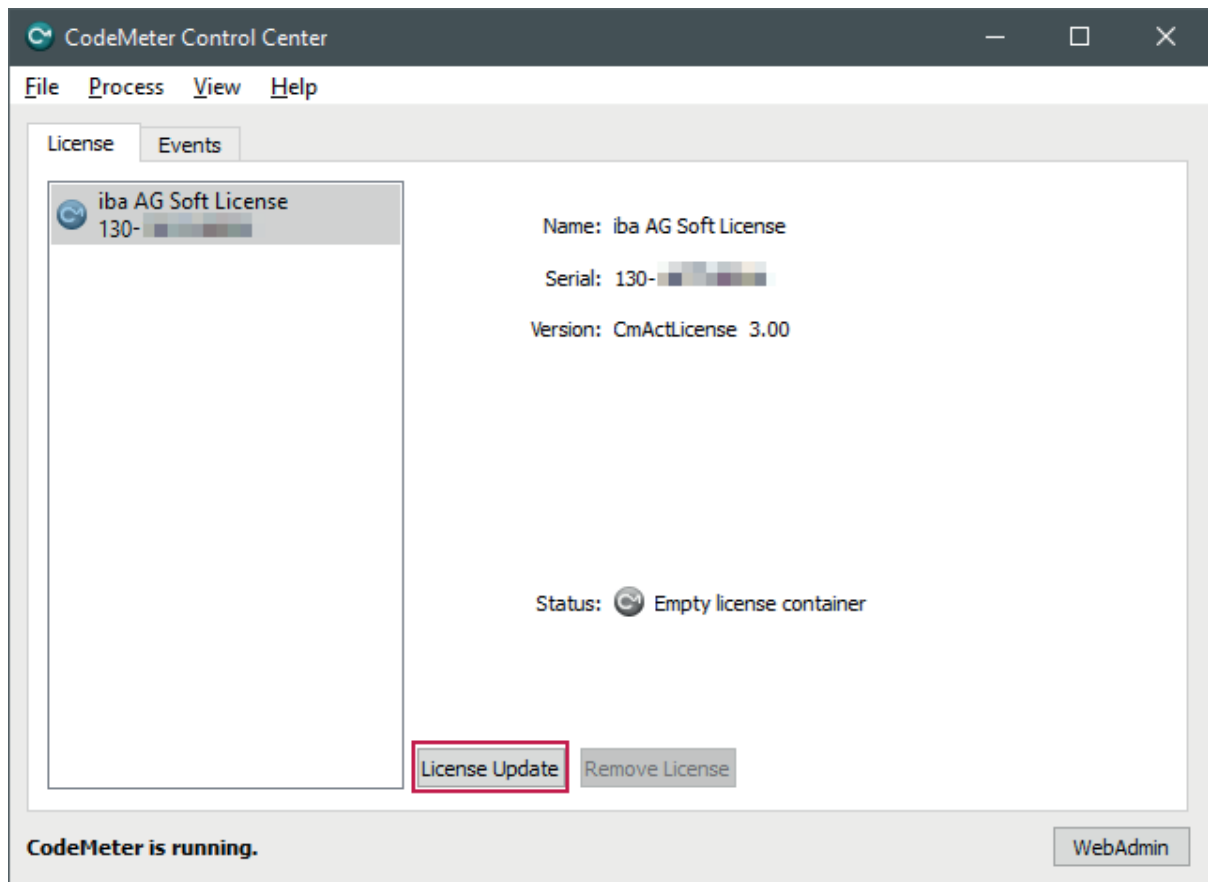 CodeMeter Control Center
File Process View Help
License Events
iba AG Soft License
130-
Name: iba AG Soft License
Serial: 130-
Version: CmActLicense 3.00
Status: Empty license container
License Update Remove License
CodeMeter is running. WebAdmin